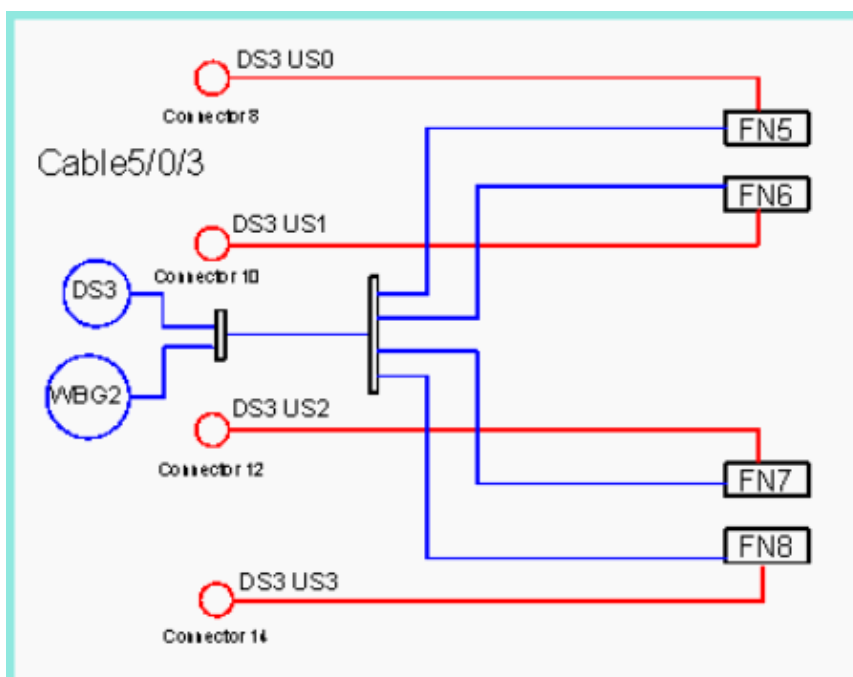 DS3 US0
Connector 8
FN5
Cable5/0/3
FN6
DS3 US1
Connector 10
DS3
WBG2
DS3 US2
Connector 12
FN7
FN8
DS3 US3
Connector 14